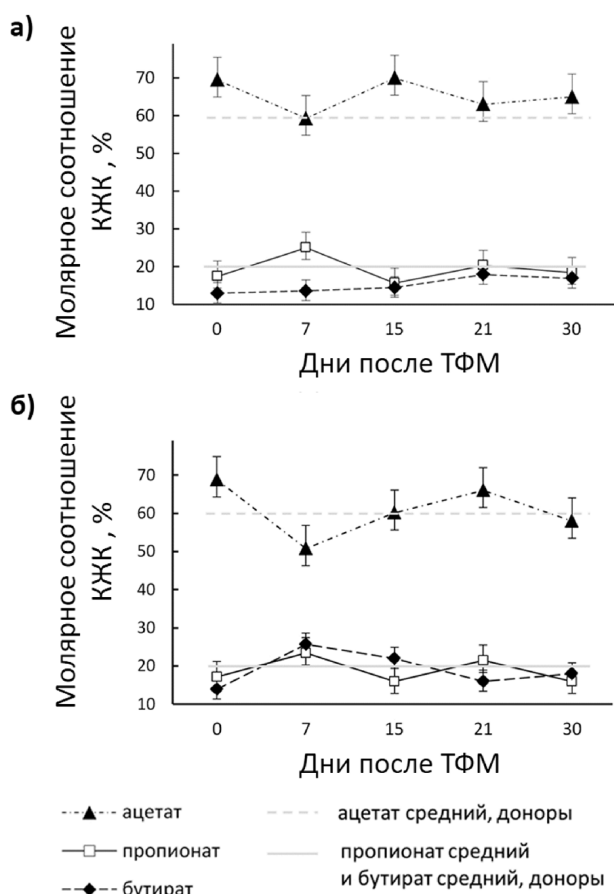 а)
Молярное соотношение
КЖК , %
70
60
50
40
30
20
10
0 7 15 21 30
Дни после ТФМ
б)
Молярное соотношение
КЖК, %
70
60
50
40
30
20
10
0 7 15 21 30
Дни после ТФМ
ацетат
ацетат средний, доноры
пропионат
пропионат средний
и бутират средний, доноры
бутират